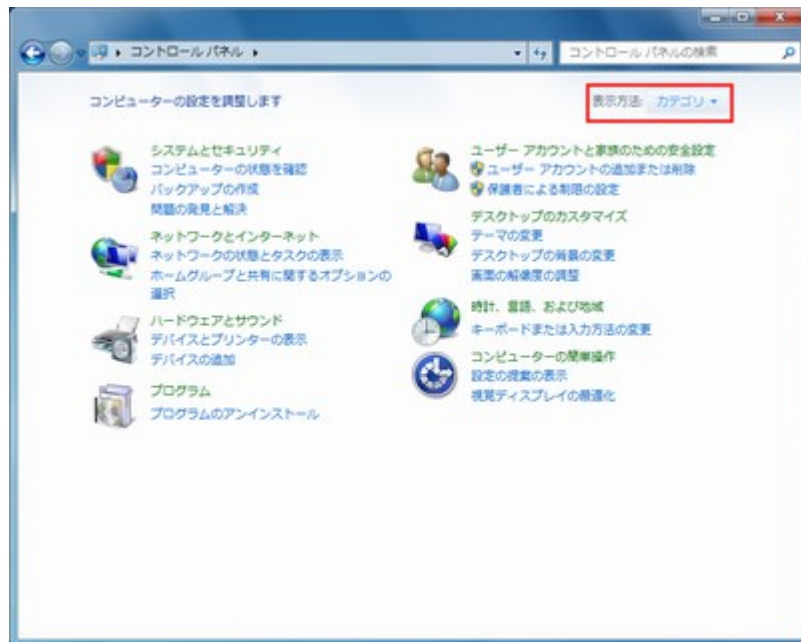 コントロール パネル
コントロール パネルの検索
コンピューターの設定を調整します
表示方法: カテゴリ
システムとセキュリティ
コンピューターの状態を確認
バックアップの作成
問題の発見と解決
ネットワークとインターネット
ネットワークの状態とタスクの表示
ホームグループと共有に関するオプションの
選択
ハードウェアとサウンド
デバイスとプリンターの表示
デバイスの追加
プログラム
プログラムのアンインストール
ユーザー アカウントと家族のための安全設定
ユーザー アカウントの追加または削除
保護者による制限の設定
デスクトップのカスタマイズ
テーマの変更
デスクトップの背景の変更
画面の解像度の調整
時計、言語、および地域
キーボードまたは入力方法の変更
コンピューターの簡単操作
設定の提案の表示
視覚ディスプレイの最適化